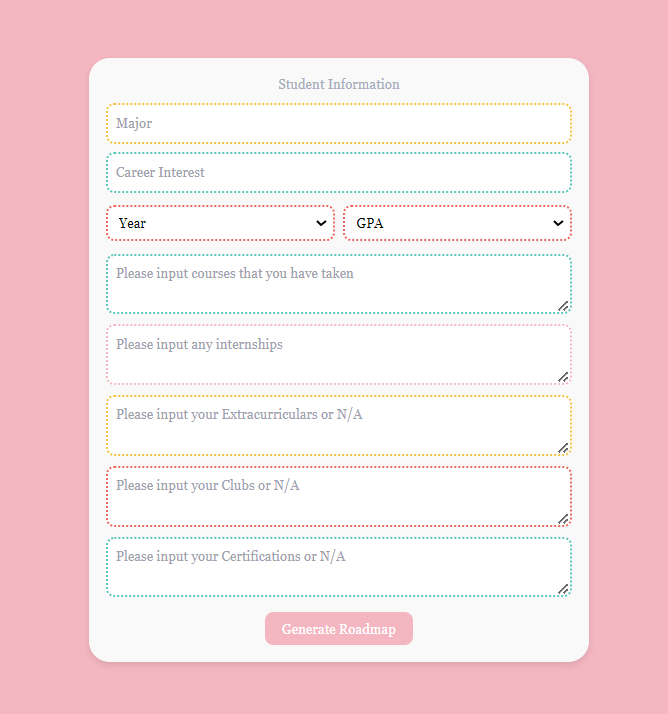 Student Information
Major
Career Interest
Year GPA
Please input courses that you have taken
Please input any internships
Please input your Extracurriculars or N/A
Please input your Clubs or N/A
Please input your Certifications or N/A
Generate Roadmap